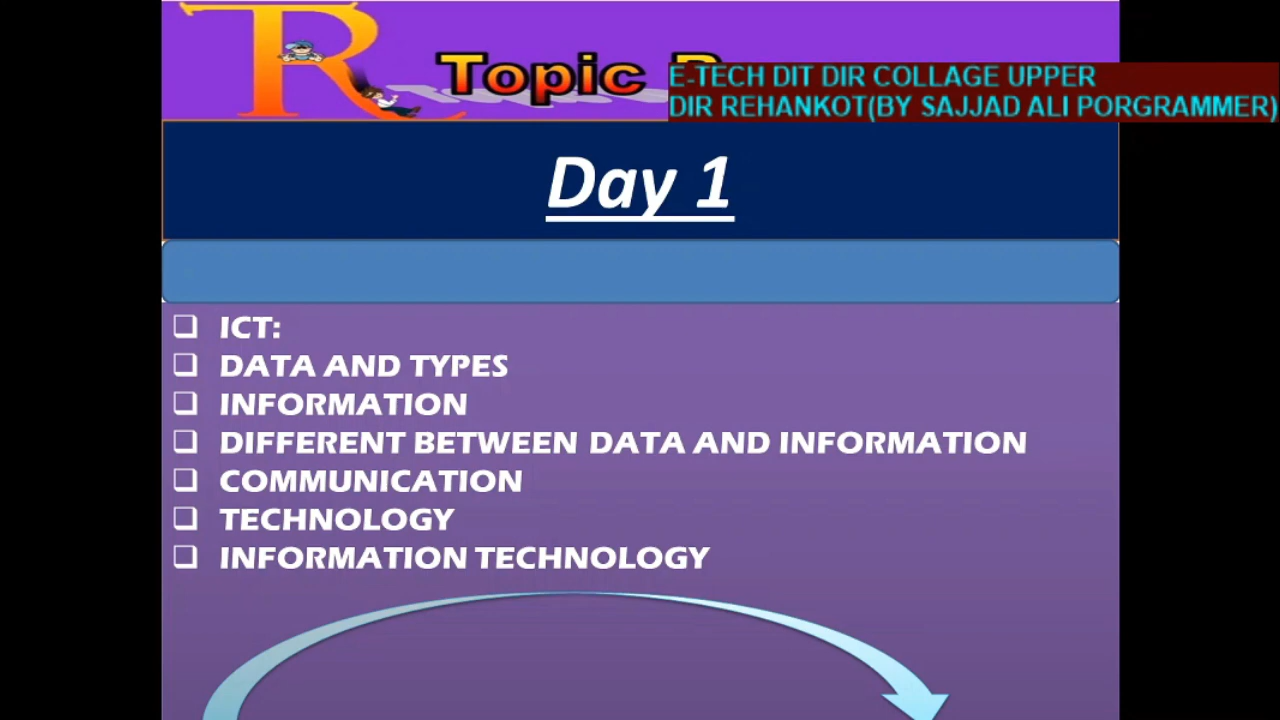 R
Topic
E-TECH DIT DIR COLLAGE UPPER
DIR REHANKOT(BY SAJJAD ALI PORGRAMMER)
Day 1
❑ ICT:
❑ DATA AND TYPES
❑ INFORMATION
❑ DIFFERENT BETWEEN DATA AND INFORMATION
❑ COMMUNICATION
❑ TECHNOLOGY
❑ INFORMATION TECHNOLOGY